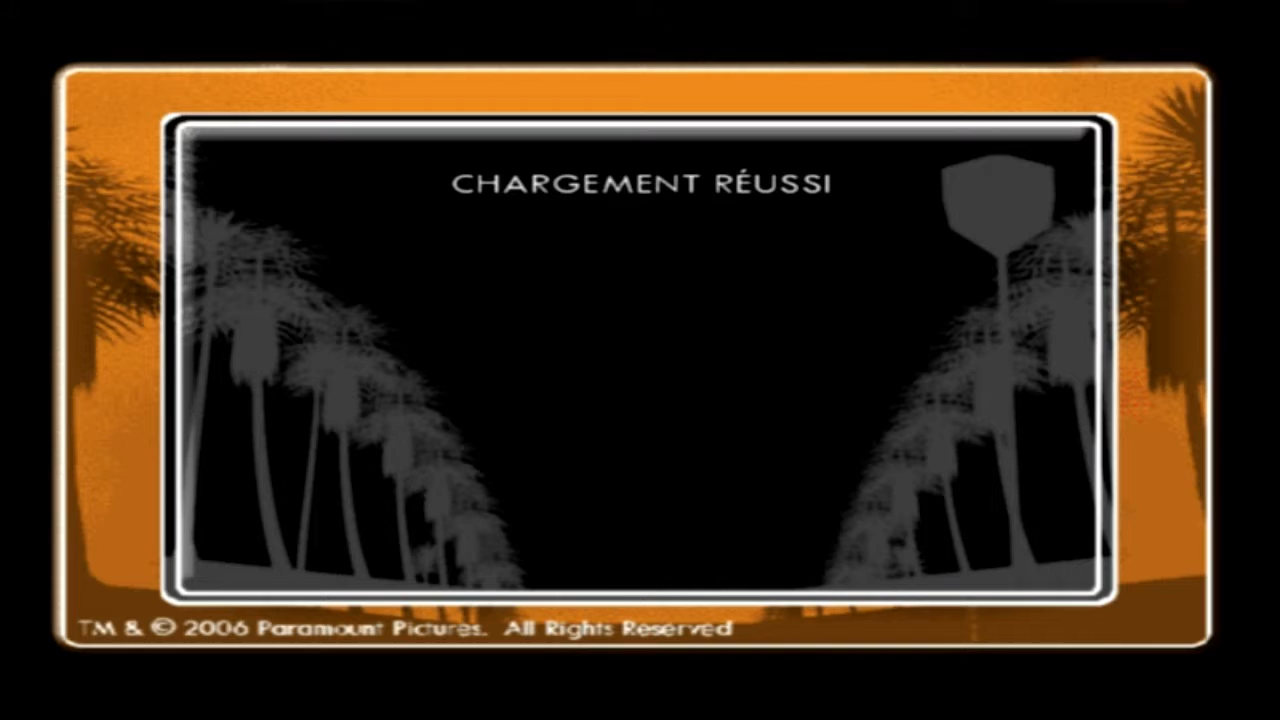 CHARGEMENT RÉUSSI
TM & © 2006 Paramount Pictures. All Rights Reserved